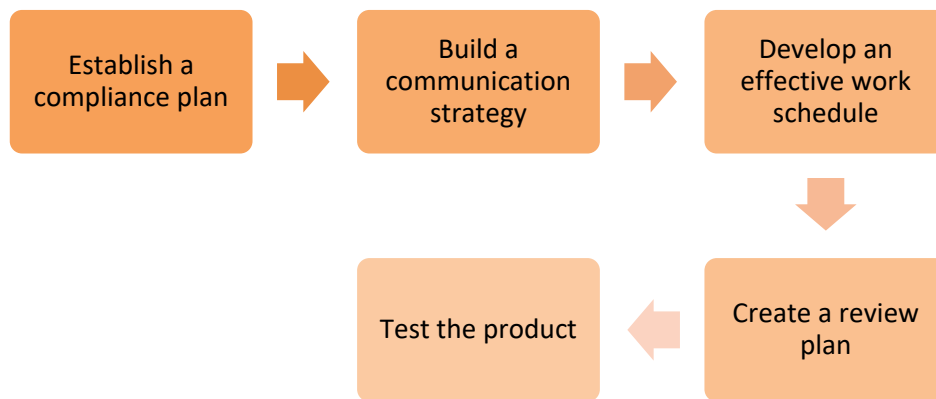 Establish a
compliance plan
Build a
communication
strategy
Develop an
effective work
schedule
Create a review
plan
Test the product